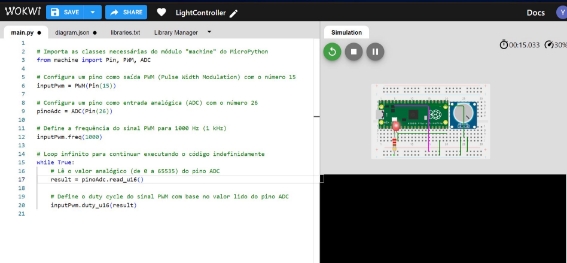 WOKWI SAVE SHARE LightController Docs
main.py diagram.json libraries.txt Library Manager Simulation
1
2 # Importa as classes necessárias do módulo "machine" do MicroPython
3 from machine import Pin, PWM, ADC
4
5 # Configura um pino como saída PWM (Pulse Width Modulation) com o número 15
6 inputPwm = PWM(Pin(15))
7
8 # Configura um pino como entrada analógica (ADC) com o número 26
9 pinoAdc = ADC(Pin(26))
10
11 # Define a frequência do sinal PWM para 1000 Hz (1 kHz)
12 inputPwm.freq(1000)
13
14 # Loop infinito para continuar executando o código indefinidamente
15 while True:
16 # Lê o valor analógico (de 0 a 65535) do pino ADC
17 result = pinoAdc.read_u16()
18
19 # Define o duty cycle do sinal PWM com base no valor lido do pino ADC
20 inputPwm.duty_u16(result)
21
00:15.033 30%